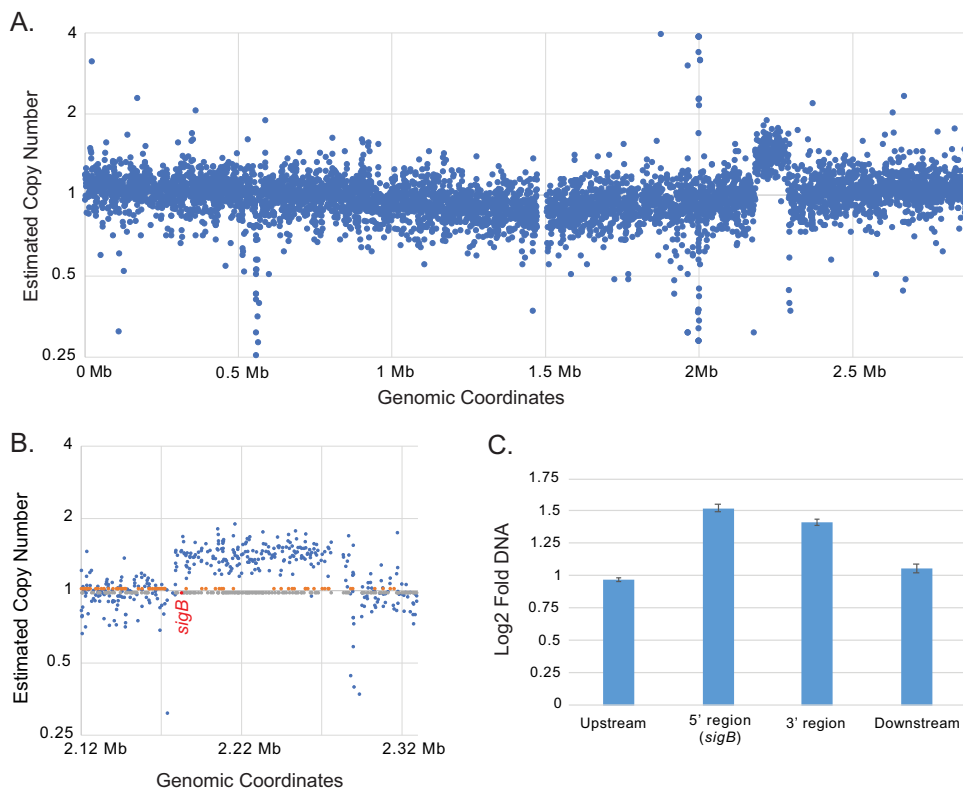 A.
Estimated Copy Number
4
2
1
0.5
0.25
0 Mb
0.5 Mb
1 Mb
1.5 Mb
2 Mb
2.5 Mb
Genomic Coordinates
B.
Estimated Copy Number
4
2
1
0.5
0.25
sigB
2.12 Mb
2.22 Mb
2.32 Mb
Genomic Coordinates
C.
Log2 Fold DNA
1.75
1.5
1.25
1
0.75
0.5
0.25
0
Upstream
5' region
(sigB)
3' region
Downstream